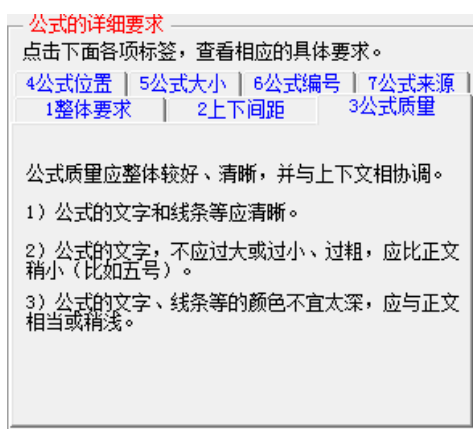 公式的详细要求
点击下面各项标签，查看相应的具体要求。
4公式位置 5公式大小 6公式编号 7公式来源
1整体要求 2上下间距 3公式质量
公式质量应整体较好、清晰，并与上下文相协调。
1）公式的文字和线条等应清晰。
2）公式的文字，不应过大或过小、过粗，应比正文
稍小（比如五号）。
3）公式的文字、线条等的颜色不宜太深，应与正文
相当或稍浅。